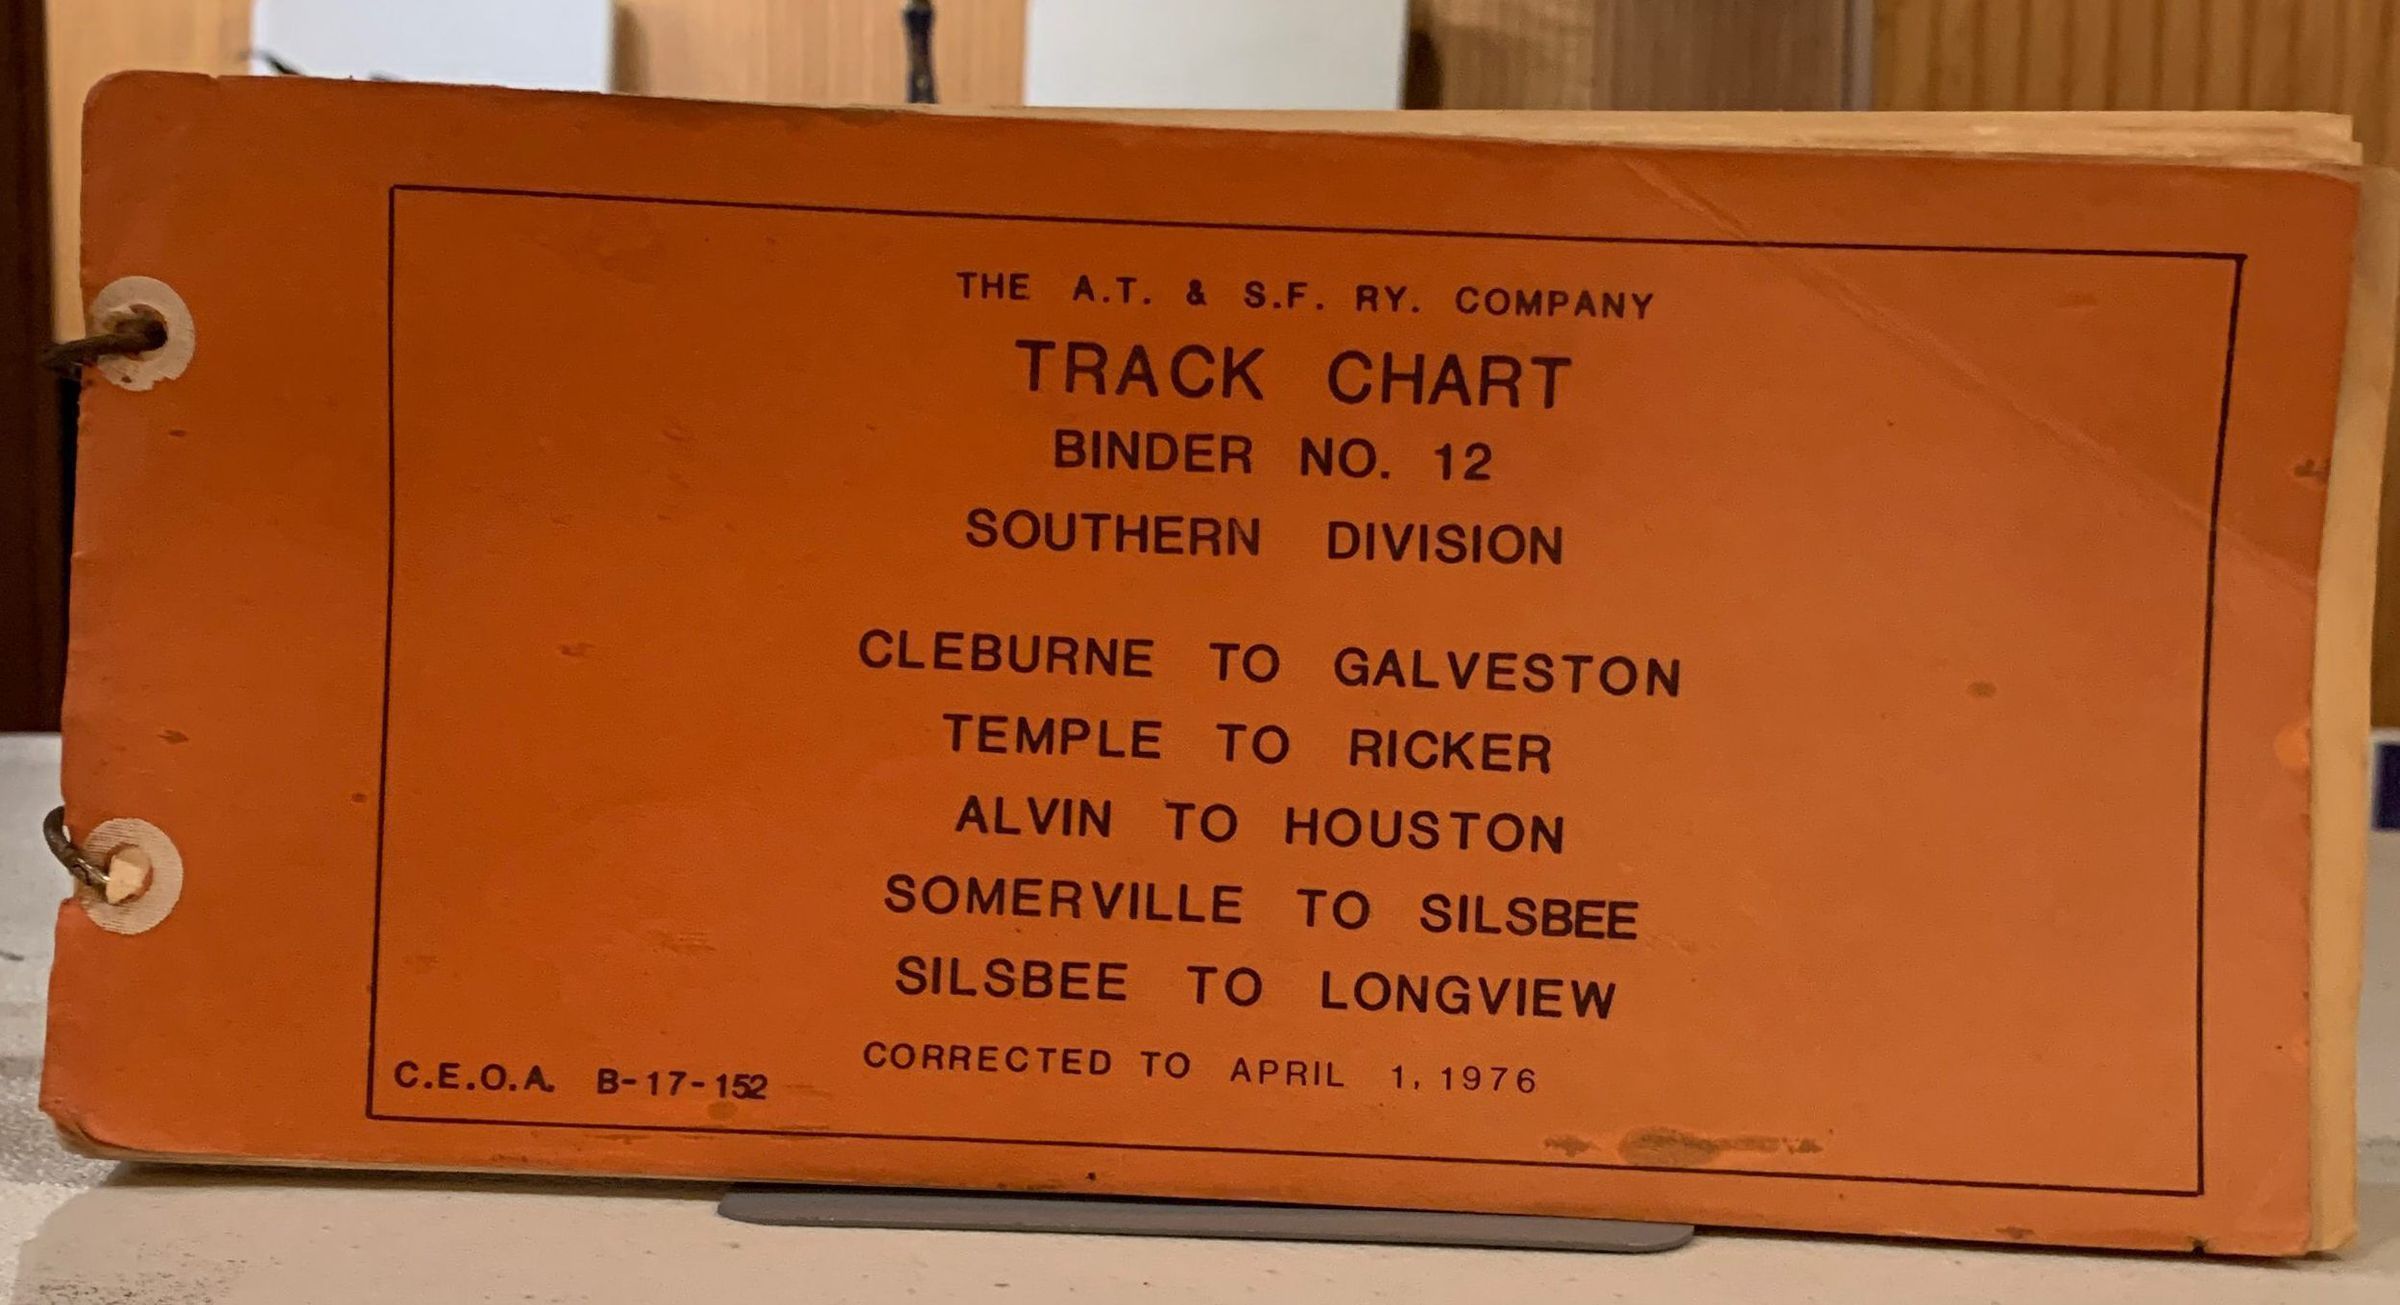 THE A.T. & S.F. RY. COMPANY
TRACK CHART
BINDER NO. 12
SOUTHERN DIVISION
CLEBURNE TO GALVESTON
TEMPLE TO RICKER
ALVIN TO HOUSTON
SOMERVILLE TO SILSBEE
SILSBEE TO LONGVIEW
CORRECTED TO APRIL 1, 1976
C.E.O.A. B-17-152